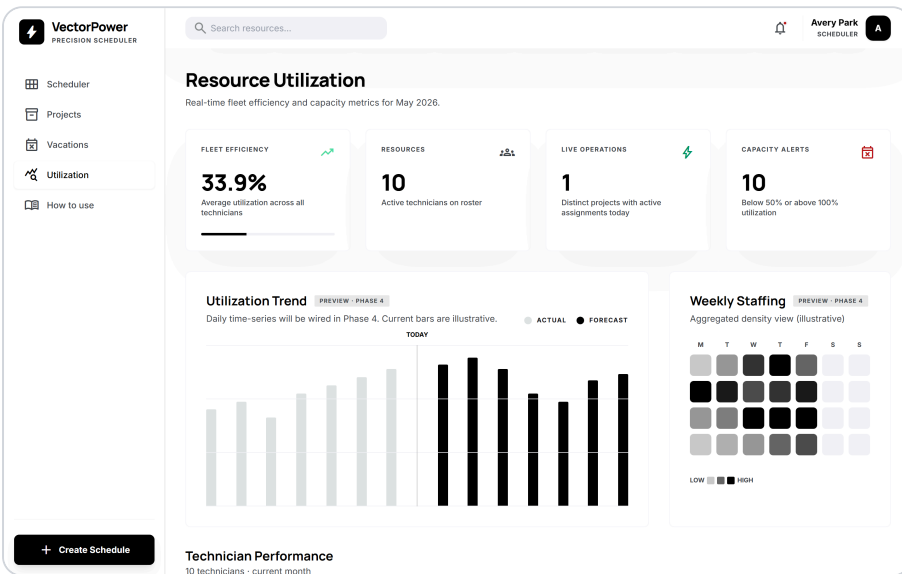 VectorPower
PRECISION SCHEDULER
Search resources...
Avery Park
SCHEDULER
A
Scheduler
Projects
Vacations
Utilization
How to use
Create Schedule
Resource Utilization
Real-time fleet efficiency and capacity metrics for May 2026.
FLEET EFFICIENCY
33.9%
Average utilization across all
technicians
RESOURCES
10
Active technicians on roster
LIVE OPERATIONS
1
Distinct projects with active
assignments today
CAPACITY ALERTS
10
Below 50% or above 100%
utilization
Utilization Trend PREVIEW · PHASE 4
Daily time-series will be wired in Phase 4. Current bars are illustrative.
ACTUAL FORECAST
TODAY
Weekly Staffing PREVIEW · PHASE 4
Aggregated density view (illustrative)
M T W T F S S
LOW HIGH
Technician Performance
10 technicians · current month